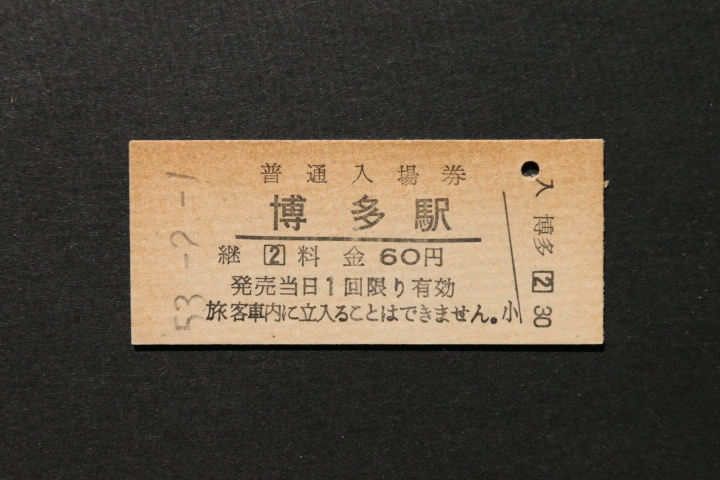 53.-2.-1
普通入場券
博多駅
継 2 料金60円
発売当日1回限り有効
旅客車内に立入ることはできません。
小
入 博多 2 30